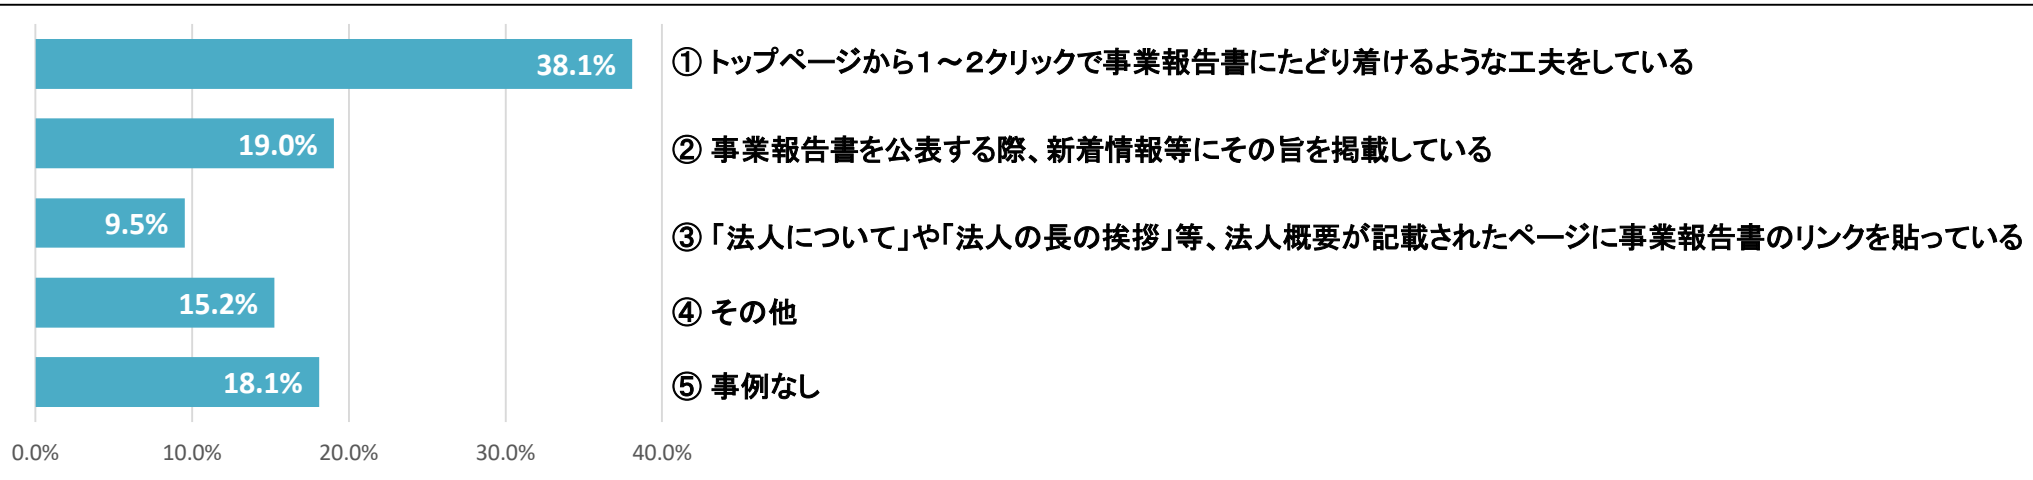 38.1% ① トップページから１～２クリックで事業報告書にたどり着けるような工夫をしている
19.0% ② 事業報告書を公表する際、新着情報等にその旨を掲載している
9.5% ③ 「法人について」や「法人の長の挨拶」等、法人概要が記載されたページに事業報告書のリンクを貼っている
15.2% ④ その他
18.1% ⑤ 事例なし
0.0% 10.0% 20.0% 30.0% 40.0%